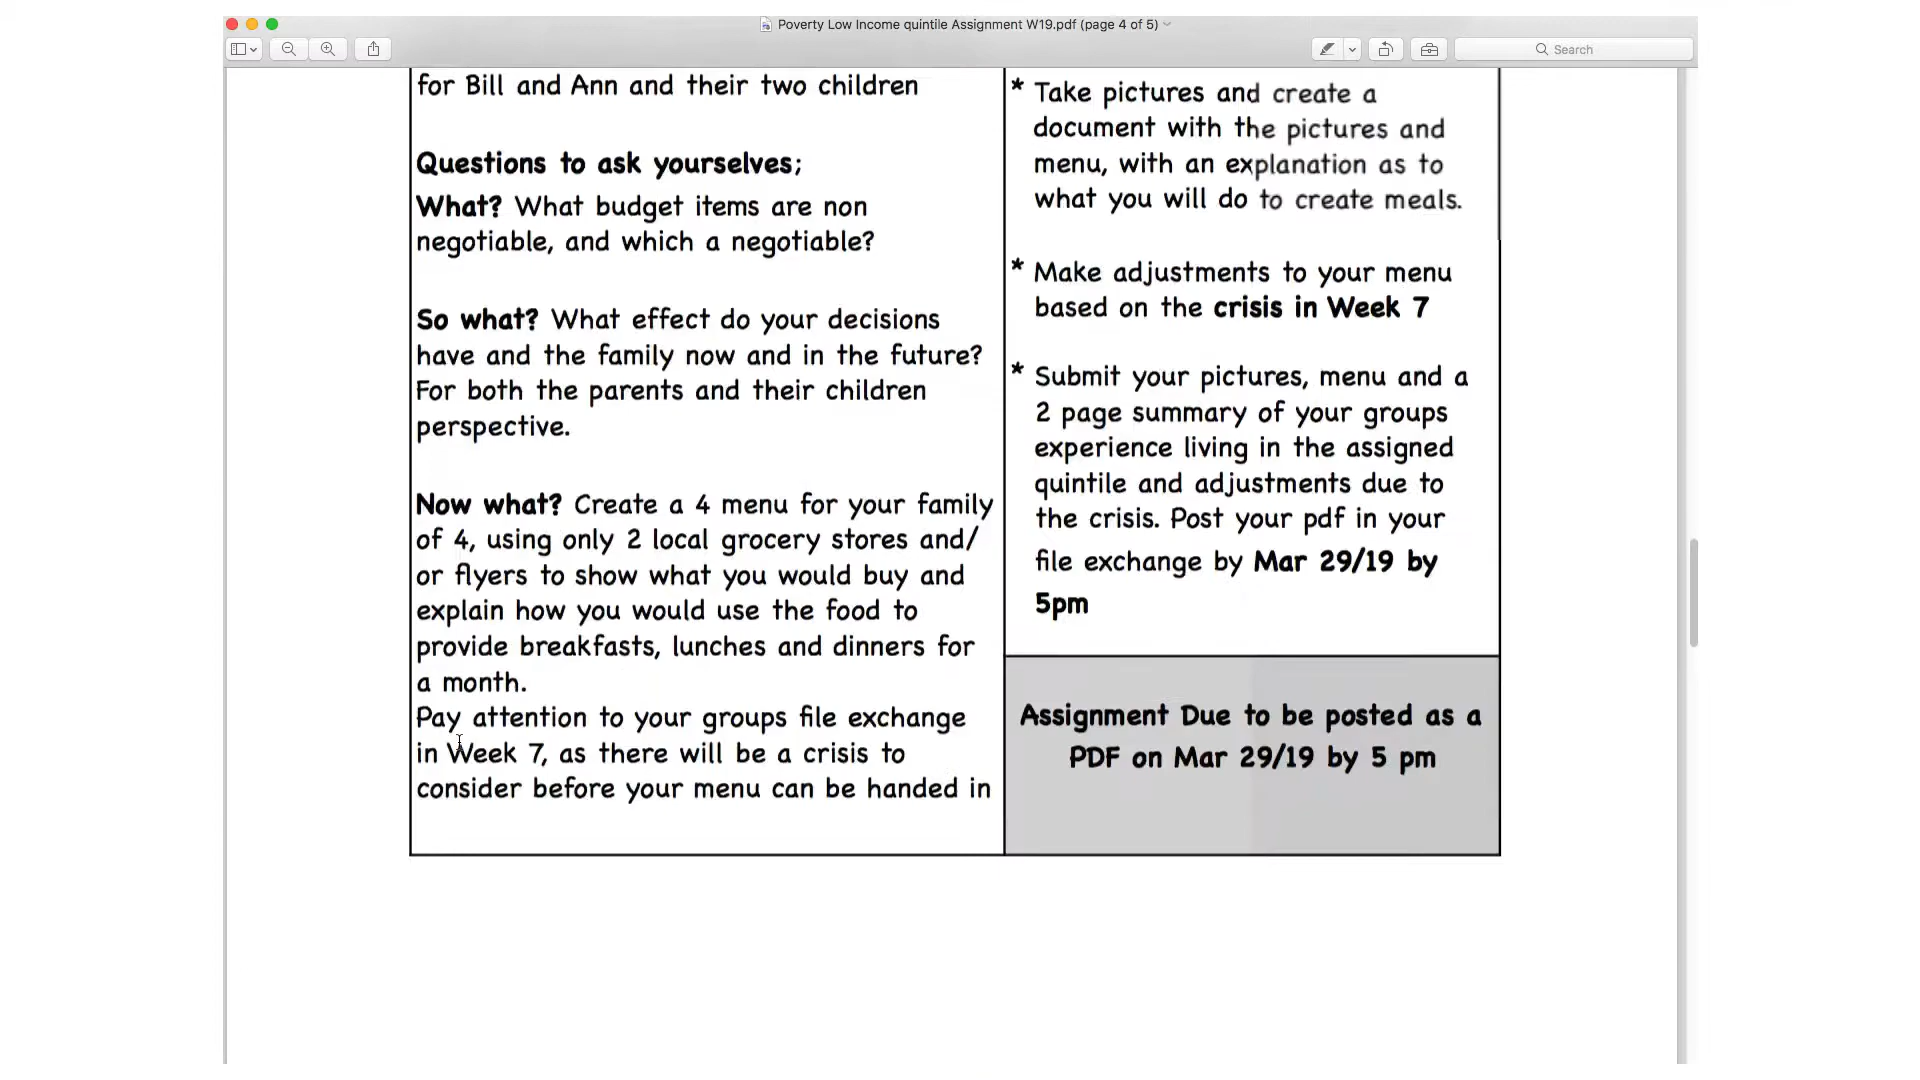 Poverty Low Income quintile Assignment W19.pdf (page 4 of 5)
Search
for Bill and Ann and their two children
Questions to ask yourselves;
What? What budget items are non
negotiable, and which a negotiable?
So what? What effect do your decisions
have and the family now and in the future?
For both the parents and their children
perspective.
Now what? Create a 4 menu for your family
of 4, using only 2 local grocery stores and/
or flyers to show what you would buy and
explain how you would use the food to
provide breakfasts, lunches and dinners for
a month.
Pay attention to your groups file exchange
in Week 7, as there will be a crisis to
consider before your menu can be handed in
* Take pictures and create a
document with the pictures and
menu, with an explanation as to
what you will do to create meals.
* Make adjustments to your menu
based on the crisis in Week 7
* Submit your pictures, menu and a
2 page summary of your groups
experience living in the assigned
quintile and adjustments due to
the crisis. Post your pdf in your
file exchange by Mar 29/19 by
5pm
Assignment Due to be posted as a
PDF on Mar 29/19 by 5 pm